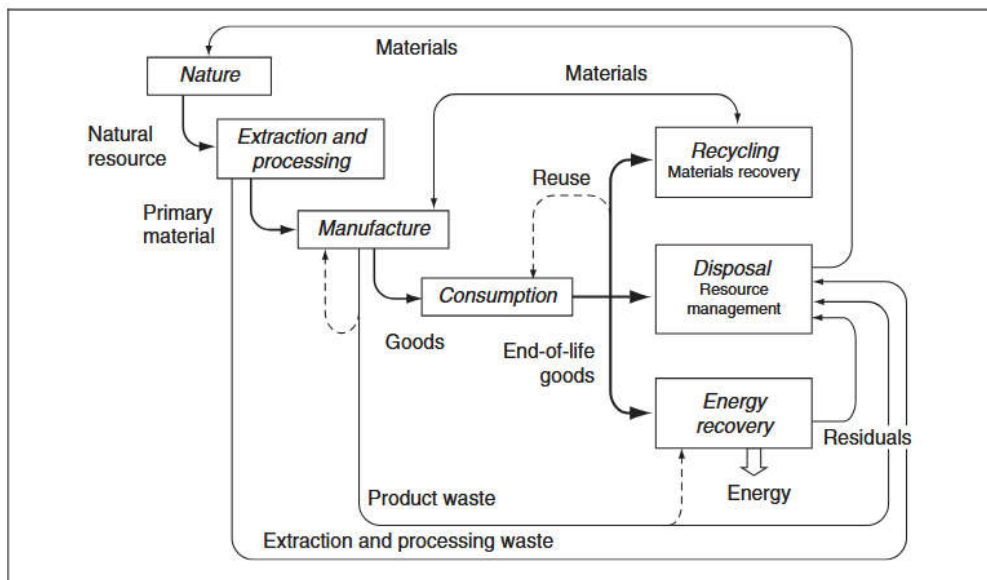 Materials
Nature
Materials
Natural
resource
Extraction and
processing
Recycling
Materials recovery
Reuse
Primary
material
Manufacture
Disposal
Resource
management
Consumption
Goods
End-of-life
goods
Energy
recovery
Residuals
Energy
Product waste
Extraction and processing waste